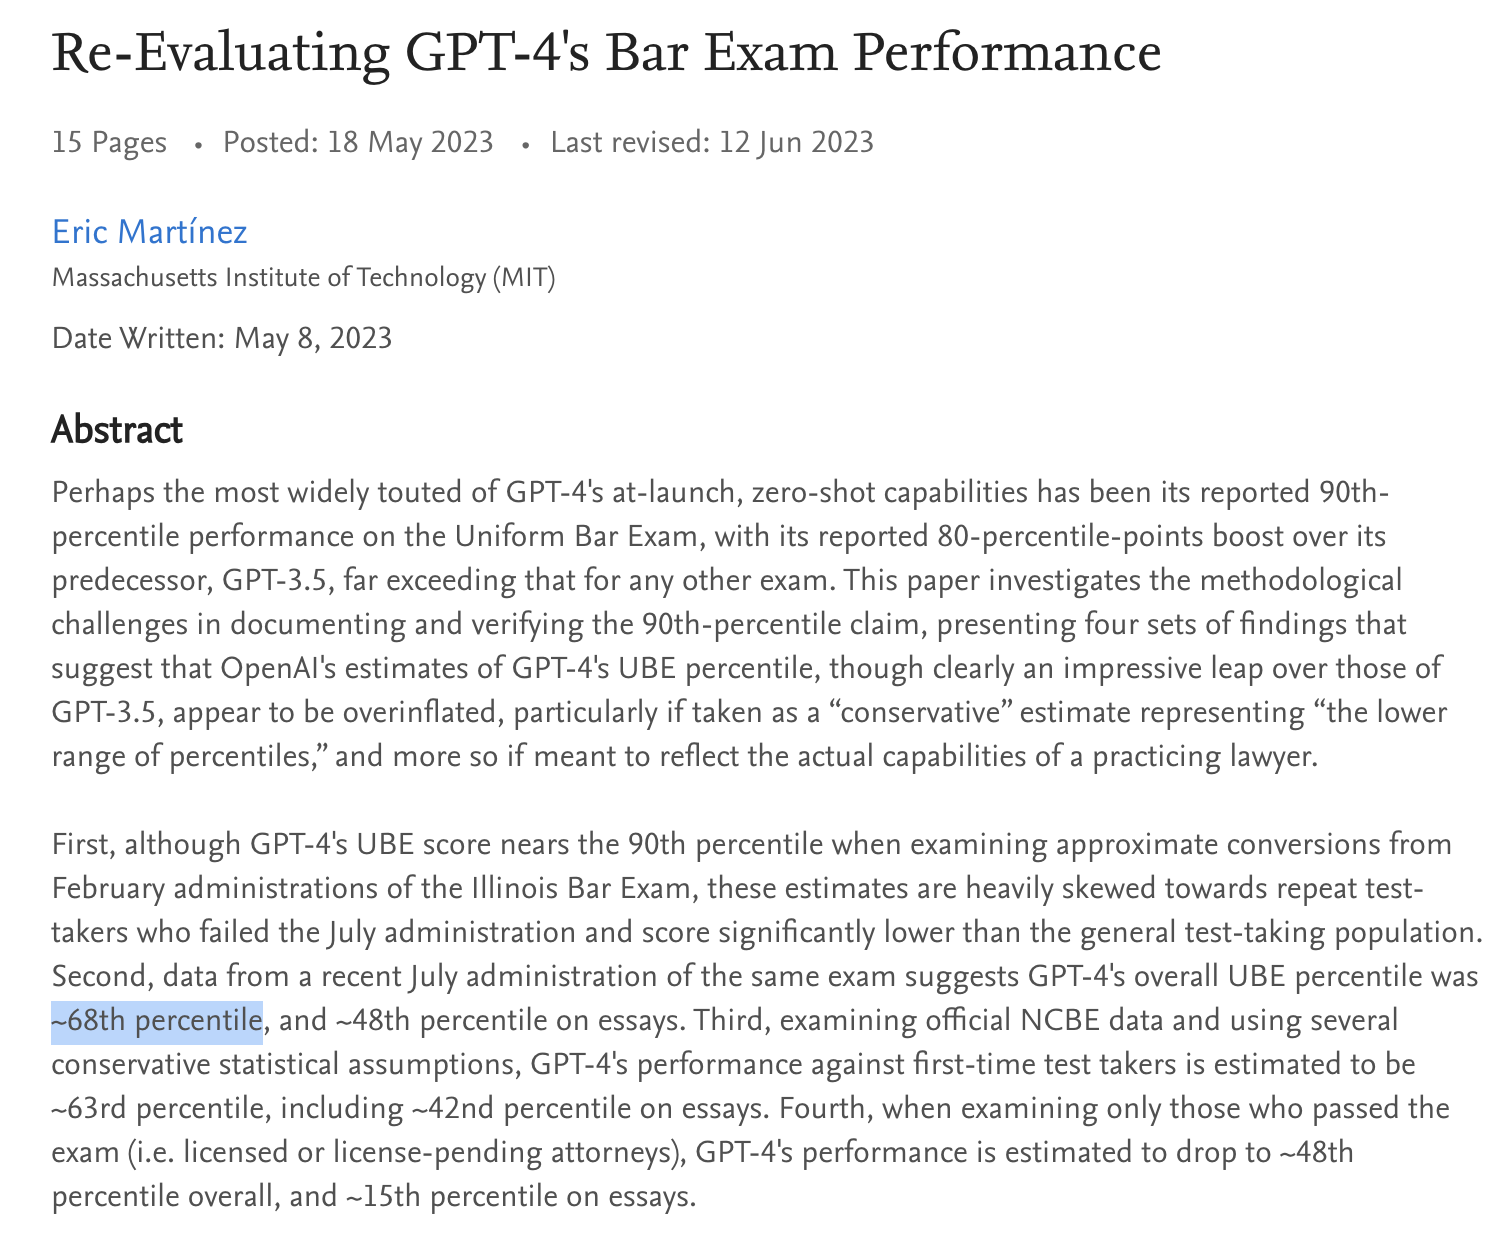 Re-Evaluating GPT-4's Bar Exam Performance
15 Pages • Posted: 18 May 2023 • Last revised: 12 Jun 2023
Eric Martínez
Massachusetts Institute of Technology (MIT)
Date Written: May 8, 2023
Abstract
Perhaps the most widely touted of GPT-4's at-launch, zero-shot capabilities has been its reported 90th-
percentile performance on the Uniform Bar Exam, with its reported 80-percentile-points boost over its
predecessor, GPT-3.5, far exceeding that for any other exam. This paper investigates the methodological
challenges in documenting and verifying the 90th-percentile claim, presenting four sets of findings that
suggest that OpenAI's estimates of GPT-4's UBE percentile, though clearly an impressive leap over those of
GPT-3.5, appear to be overinflated, particularly if taken as a “conservative” estimate representing “the lower
range of percentiles,” and more so if meant to reflect the actual capabilities of a practicing lawyer.
First, although GPT-4's UBE score nears the 90th percentile when examining approximate conversions from
February administrations of the Illinois Bar Exam, these estimates are heavily skewed towards repeat test-
takers who failed the July administration and score significantly lower than the general test-taking population.
Second, data from a recent July administration of the same exam suggests GPT-4's overall UBE percentile was
~68th percentile, and ~48th percentile on essays. Third, examining official NCBE data and using several
conservative statistical assumptions, GPT-4's performance against first-time test takers is estimated to be
~63rd percentile, including ~42nd percentile on essays. Fourth, when examining only those who passed the
exam (i.e. licensed or license-pending attorneys), GPT-4's performance is estimated to drop to ~48th
percentile overall, and ~15th percentile on essays.